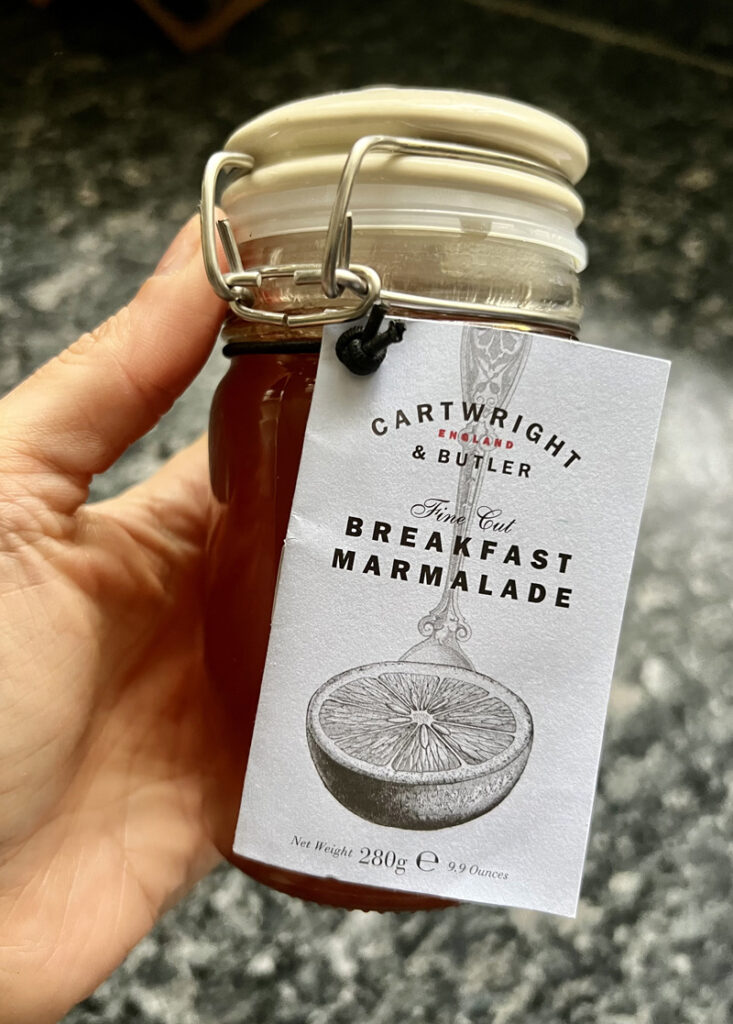 CARTWRIGHT
ENGLAND
& BUTLER
Fine Cut
BREAKFAST
MARMALADE
Net Weight 280g ℮ 9.9 Ounces